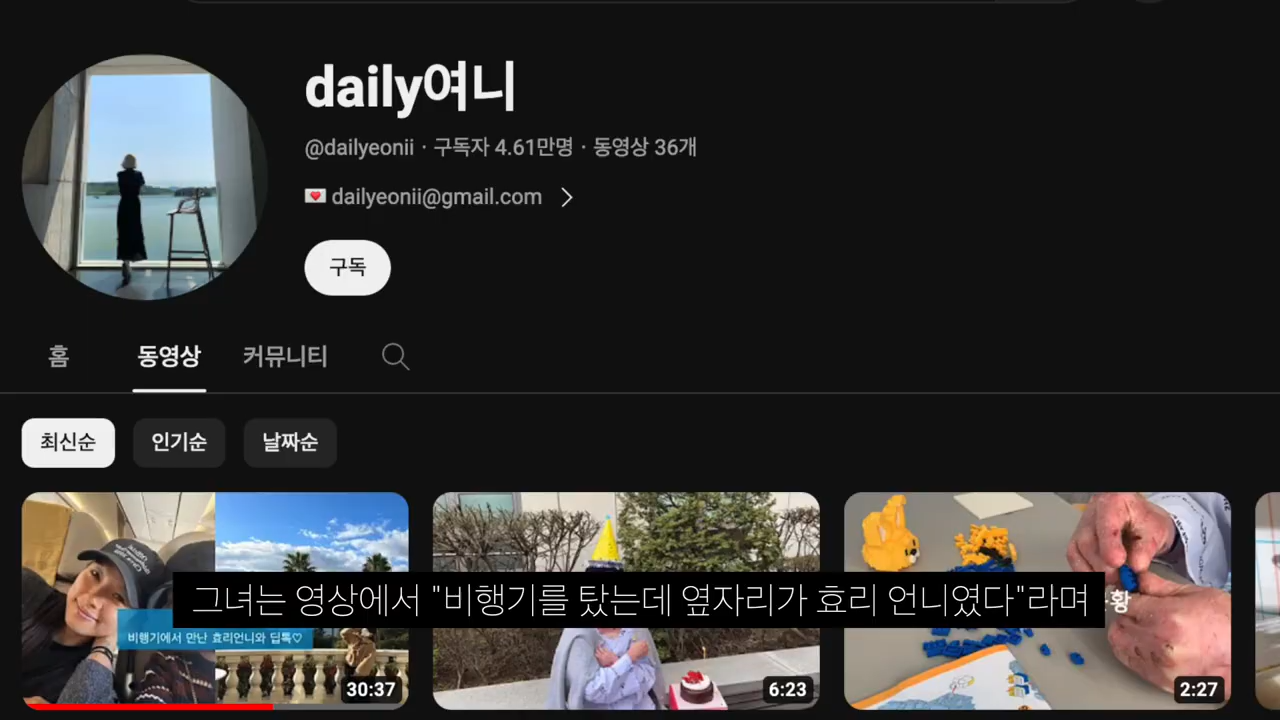 daily여니
@dailyeonii · 구독자 4.61만명 · 동영상 36개
💌 dailyeonii@gmail.com
구독
홈 동영상 커뮤니티
최신순 인기순 날짜순
그녀는 영상에서 "비행기를 탔는데 옆자리가 효리 언니였다"라며
황
비행기에서 만난 효리언니와 딥톡♡
30:37 6:23 2:27